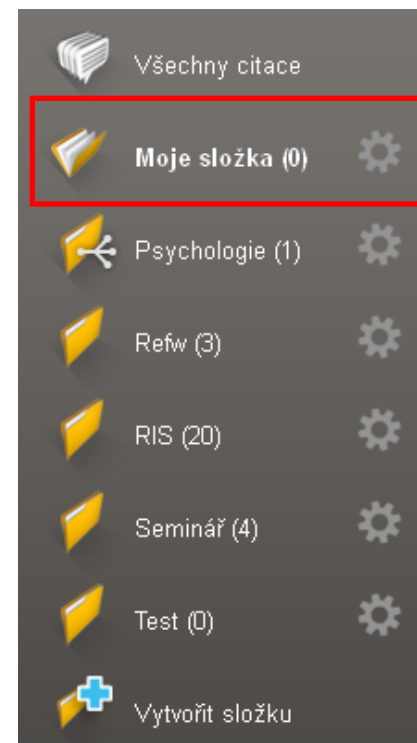 Všechny citace
Moje složka (0)
Psychologie (1)
Refw (3)
RIS (20)
Seminář (4)
Test (0)
Vytvořit složku